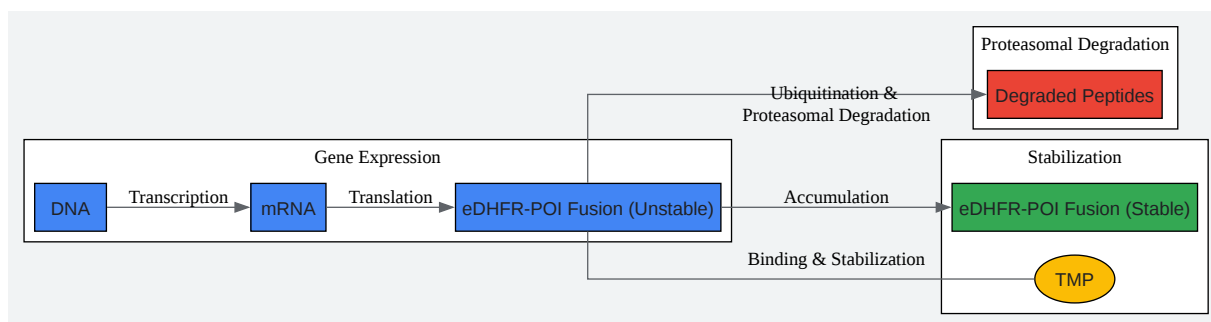 Proteasomal Degradation
Degraded Peptides
Ubiquitination &
Proteasomal Degradation
Gene Expression
DNA
Transcription
mRNA
Translation
eDHFR-POI Fusion (Unstable)
Accumulation
Stabilization
eDHFR-POI Fusion (Stable)
Binding & Stabilization
TMP